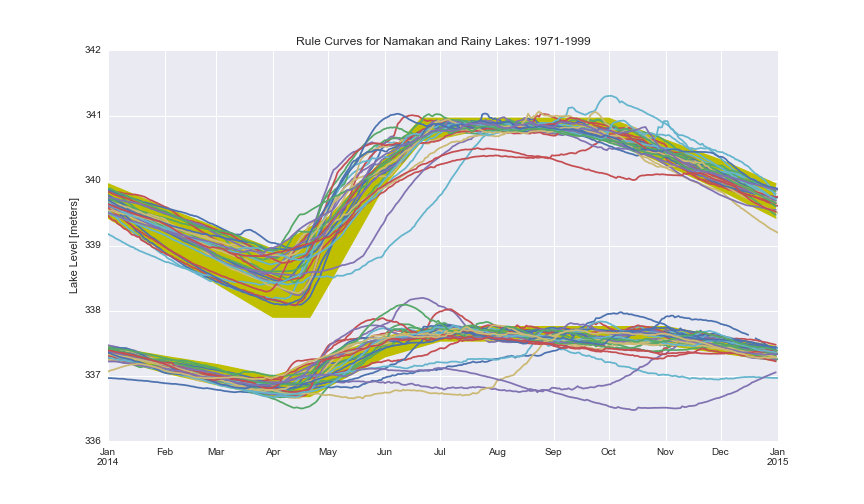 Rule Curves for Namakan and Rainy Lakes: 1971-1999
342
341
340
339
338
337
336
Lake Level [meters]
Jan Feb Mar Apr May Jun Jul Aug Sep Oct Nov Dec Jan
2014 2015